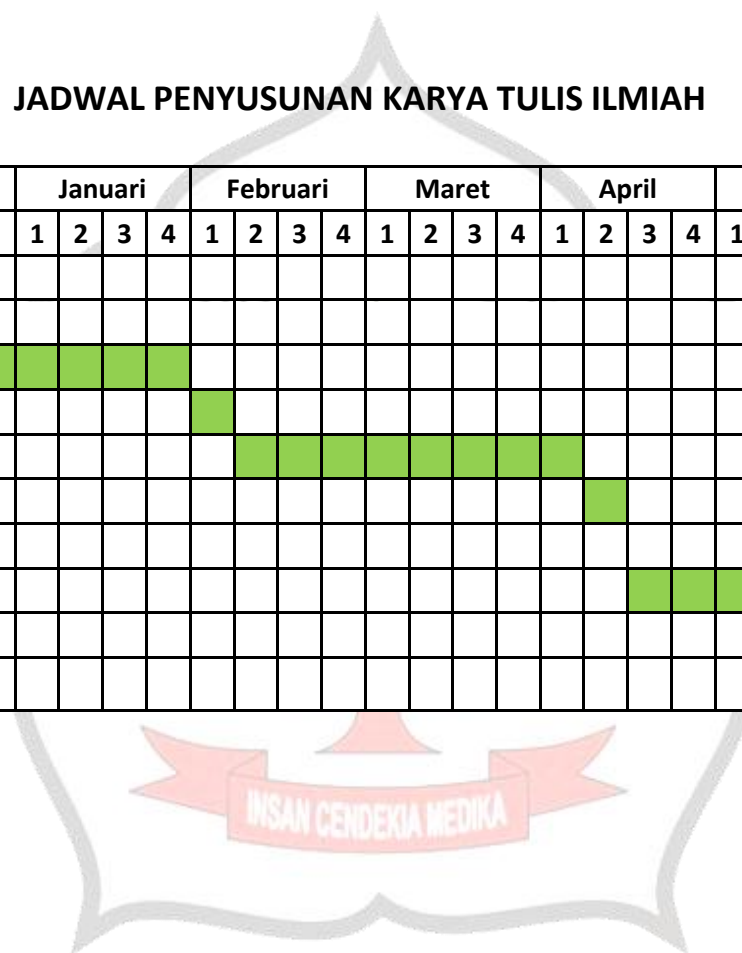 JADWAL PENYUSUNAN KARYA TULIS ILMIAH
Januari Februari Maret April
1 2 3 4 1 2 3 4 1 2 3 4 1 2 3 4 1
INSAN CENDEKIA MEDIKA